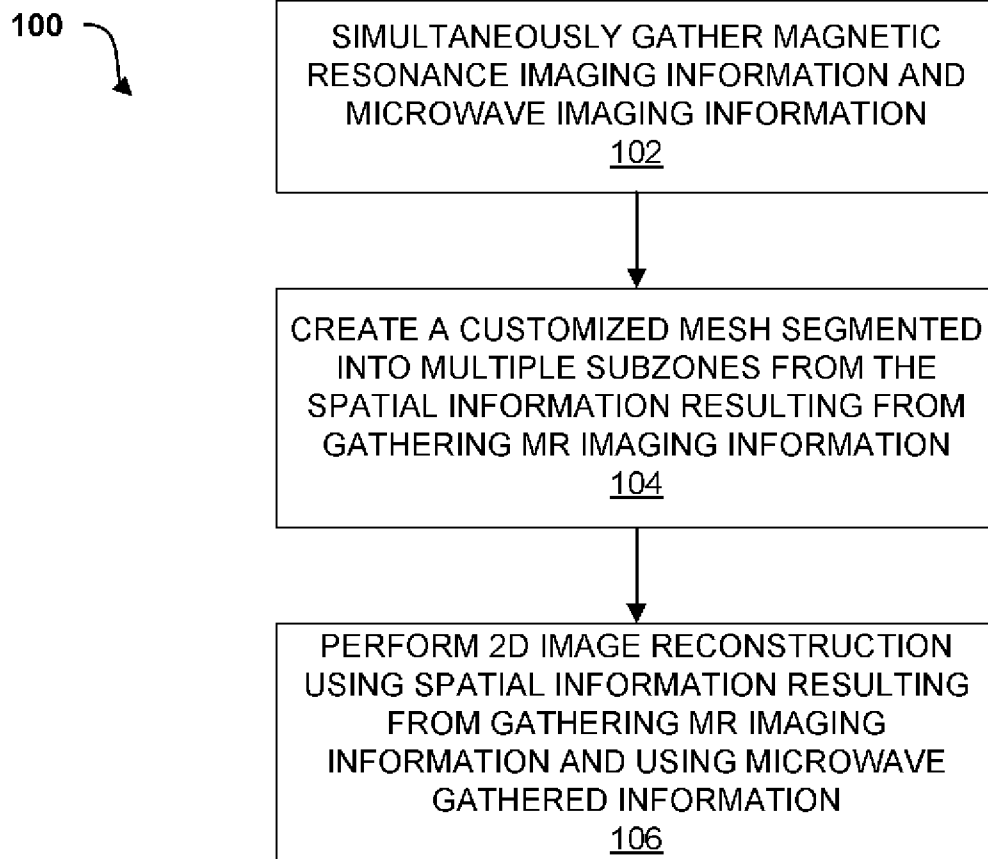 100
SIMULTANEOUSLY GATHER MAGNETIC
RESONANCE IMAGING INFORMATION AND
MICROWAVE IMAGING INFORMATION
102
CREATE A CUSTOMIZED MESH SEGMENTED
INTO MULTIPLE SUBZONES FROM THE
SPATIAL INFORMATION RESULTING FROM
GATHERING MR IMAGING INFORMATION
104
PERFORM 2D IMAGE RECONSTRUCTION
USING SPATIAL INFORMATION RESULTING
FROM GATHERING MR IMAGING
INFORMATION AND USING MICROWAVE
GATHERED INFORMATION
106